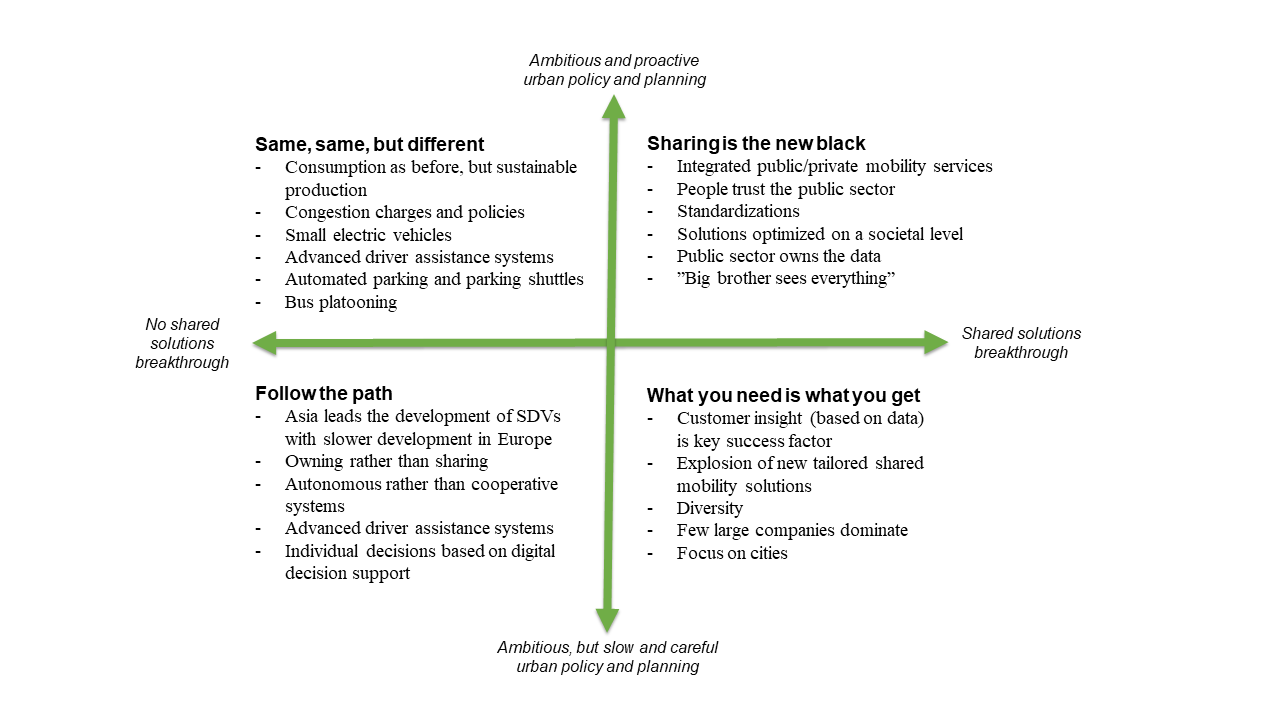 Ambitious and proactive
urban policy and planning
Same, same, but different
- Consumption as before, but sustainable
production
- Congestion charges and policies
- Small electric vehicles
- Advanced driver assistance systems
- Automated parking and parking shuttles
- Bus platooning
Sharing is the new black
- Integrated public/private mobility services
- People trust the public sector
- Standardizations
- Solutions optimized on a societal level
- Public sector owns the data
- ”Big brother sees everything”
No shared
solutions
breakthrough
Shared solutions
breakthrough
Follow the path
- Asia leads the development of SDVs
with slower development in Europe
- Owning rather than sharing
- Autonomous rather than cooperative
systems
- Advanced driver assistance systems
- Individual decisions based on digital
decision support
What you need is what you get
- Customer insight (based on data)
is key success factor
- Explosion of new tailored shared
mobility solutions
- Diversity
- Few large companies dominate
- Focus on cities
Ambitious, but slow and careful
urban policy and planning